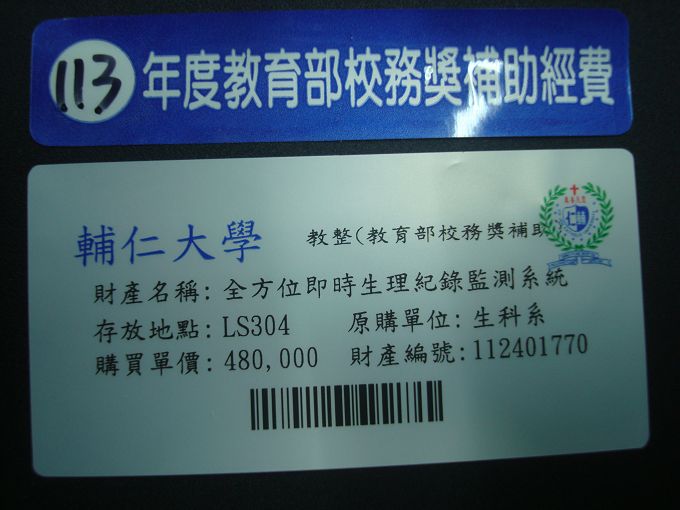 113年度教育部校務獎補助經費
輔仁大學
教整(教育部校務獎補助
財產名稱: 全方位即時生理紀錄監測系統
存放地點: LS304 原購單位: 生科系
購買單價: 480,000 財產編號:112401770